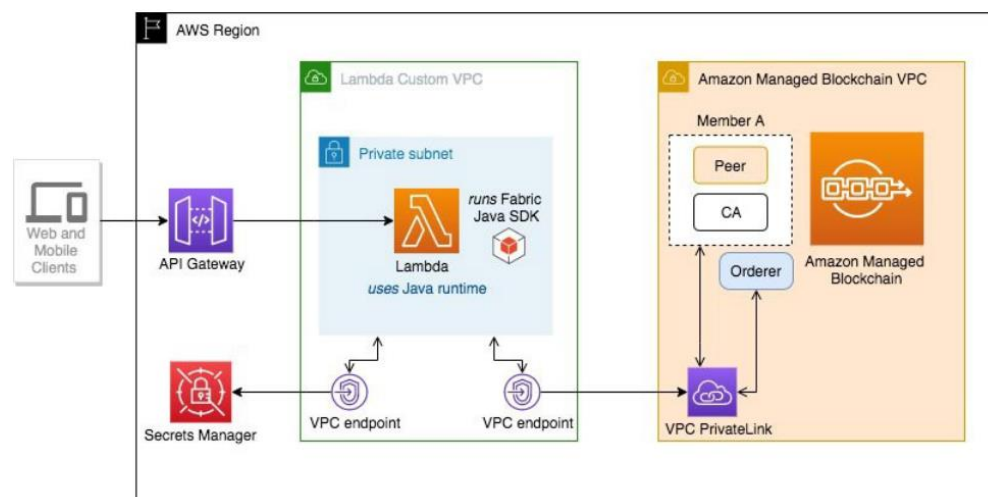 AWS Region
Lambda Custom VPC
Amazon Managed Blockchain VPC
Member A
Private subnet
Peer
runs Fabric
Java SDK
CA
Web and
Mobile
Clients
API Gateway
Lambda
uses Java runtime
Orderer
Amazon Managed
Blockchain
Secrets Manager
VPC endpoint
VPC endpoint
VPC PrivateLink